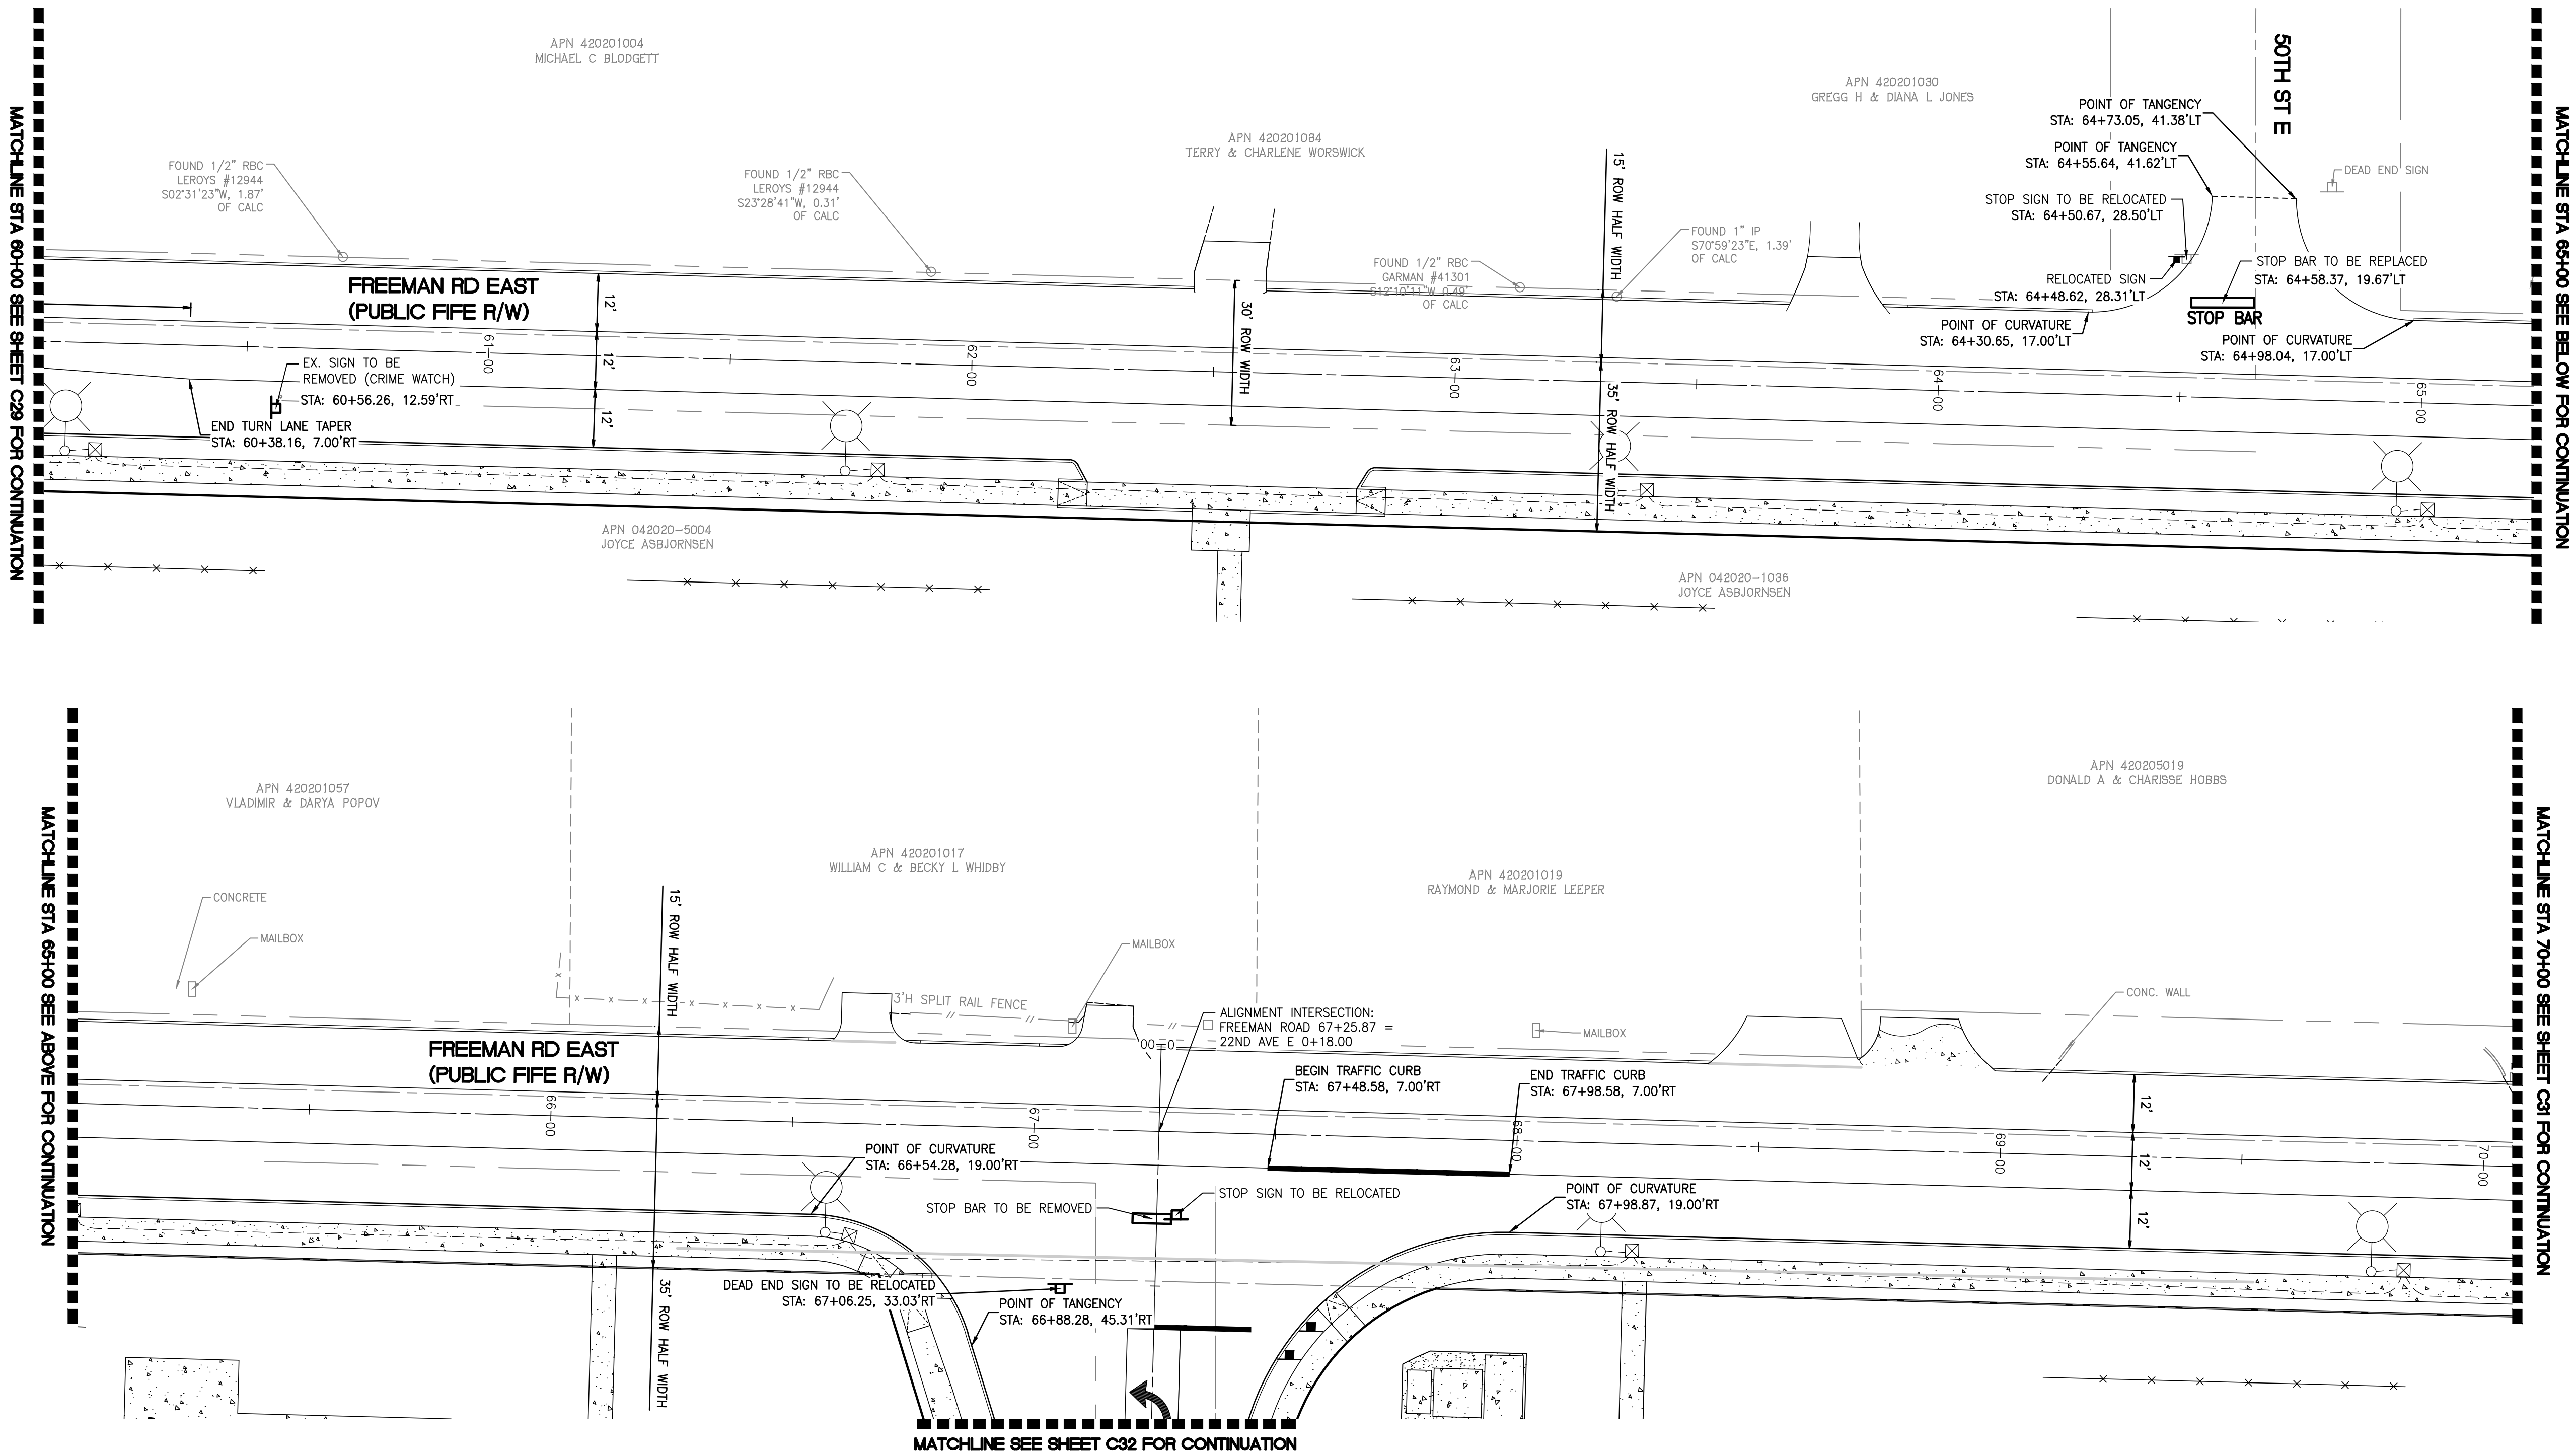 MATCHLINE STA 60+00 SEE SHEET C29 FOR CONTINUATION
APN 420201004
MICHAEL C BLODGETT
FOUND 1/2" RBC
LEROYS #12944
S02°31'23"W, 1.87'
OF CALC
FOUND 1/2" RBC
LEROYS #12944
S23°28'41"W, 0.31'
OF CALC
APN 420201084
TERRY & CHARLENE WORSWICK
FOUND 1/2" RBC
GARMAN #41301
S12°10'11"W 0.49'
OF CALC
15' ROW HALF WIDTH
FOUND 1" IP
S70°59'23"E, 1.39'
OF CALC
APN 420201030
GREGG H & DIANA L JONES
50TH ST E
POINT OF TANGENCY
STA: 64+73.05, 41.38'LT
POINT OF TANGENCY
STA: 64+55.64, 41.62'LT
DEAD END SIGN
STOP SIGN TO BE RELOCATED
STA: 64+50.67, 28.50'LT
RELOCATED SIGN
STA: 64+48.62, 28.31'LT
STOP BAR TO BE REPLACED
STA: 64+58.37, 19.67'LT
STOP BAR
POINT OF CURVATURE
STA: 64+30.65, 17.00'LT
POINT OF CURVATURE
STA: 64+98.04, 17.00'LT
MATCHLINE STA 65+00 SEE BELOW FOR CONTINUATION
FREEMAN RD EAST
(PUBLIC FIFE R/W)
12'
12'
12'
30' ROW WIDTH
35' ROW HALF WIDTH
61+00
62+00
63+00
64+00
65+00
EX. SIGN TO BE
REMOVED (CRIME WATCH)
STA: 60+56.26, 12.59'RT
END TURN LANE TAPER
STA: 60+38.16, 7.00'RT
APN 042020-5004
JOYCE ASBJORNSEN
APN 042020-1036
JOYCE ASBJORNSEN
MATCHLINE STA 65+00 SEE ABOVE FOR CONTINUATION
APN 420201057
VLADIMIR & DARYA POPOV
CONCRETE
MAILBOX
15' ROW HALF WIDTH
APN 420201017
WILLIAM C & BECKY L WHIDBY
3'H SPLIT RAIL FENCE
MAILBOX
APN 420201019
RAYMOND & MARJORIE LEEPER
MAILBOX
APN 420205019
DONALD A & CHARISSE HOBBS
CONC. WALL
MATCHLINE STA 70+00 SEE SHEET C31 FOR CONTINUATION
FREEMAN RD EAST
(PUBLIC FIFE R/W)
ALIGNMENT INTERSECTION:
FREEMAN ROAD 67+25.87 =
22ND AVE E 0+18.00
BEGIN TRAFFIC CURB
STA: 67+48.58, 7.00'RT
END TRAFFIC CURB
STA: 67+98.58, 7.00'RT
66+00
67+00
68+00
69+00
70+00
12'
12'
12'
POINT OF CURVATURE
STA: 66+54.28, 19.00'RT
STOP BAR TO BE REMOVED
STOP SIGN TO BE RELOCATED
POINT OF CURVATURE
STA: 67+98.87, 19.00'RT
35' ROW HALF WIDTH
DEAD END SIGN TO BE RELOCATED
STA: 67+06.25, 33.03'RT
POINT OF TANGENCY
STA: 66+88.28, 45.31'RT
MATCHLINE SEE SHEET C32 FOR CONTINUATION